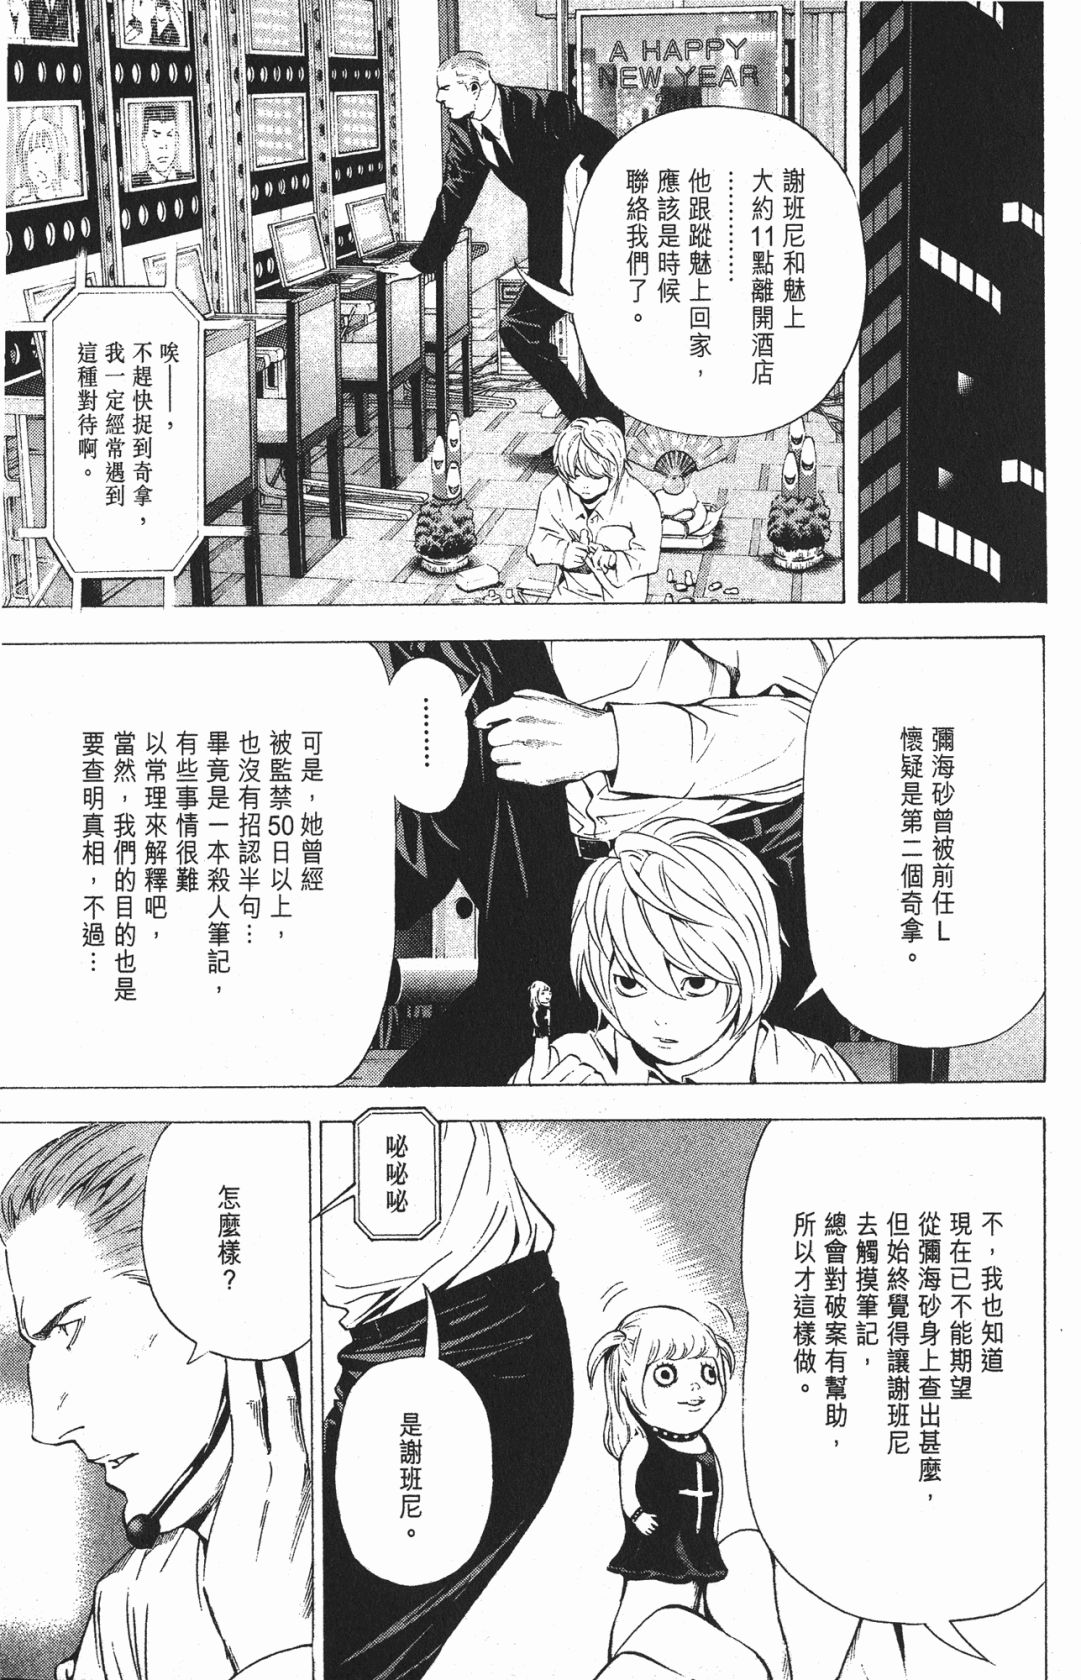 A HAPPY
NEW YEAR
謝班尼和魅上
大約11點離開酒店
…………
他跟蹤魅上回家，
應該是時候
聯絡我們了。
唉——，
不趕快捉到奇拿，
我一定經常遇到
這種對待啊。
彌海砂曾被前任L
懷疑是第二個奇拿。
………
可是，她曾經
被監禁50日以上，
也沒有招認半句…
畢竟是一本殺人筆記，
有些事情很難
以常理來解釋吧，
當然，我們的目的也是
要查明真相，不過…
不，我也知道
現在已不能期望
從彌海砂身上查出甚麼，
但始終覺得讓謝班尼
去觸摸筆記，
總會對破案有幫助，
所以才這樣做。
咇咇咇
是謝班尼。
怎麼樣？